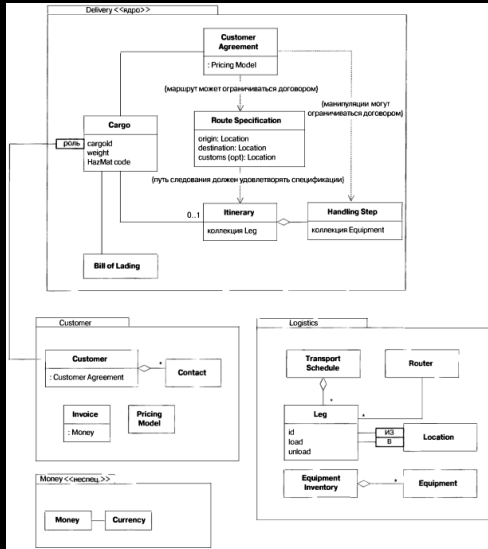 Delivery <<ядро>>
Customer
Agreement
: Pricing Model
{маршрут может ограничиваться договором}
{манипуляции могут
ограничиваться договором}
Cargo
cargoId
weight
HazMat code
роль
Route Specification
origin: Location
destination: Location
customs (opt): Location
{путь следования должен удовлетворять спецификации}
0..1
Itinerary
коллекция Leg
Handling Step
коллекция Equipment
Bill of Lading
Customer
Customer
: Customer Agreement
*
Contact
Invoice
: Money
Pricing
Model
Money <<неспец.>>
Money
Currency
Logistics
Transport
Schedule
Router
*
*
Leg
id
load
unload
ИЗ
В
Location
Equipment
Inventory
*
Equipment